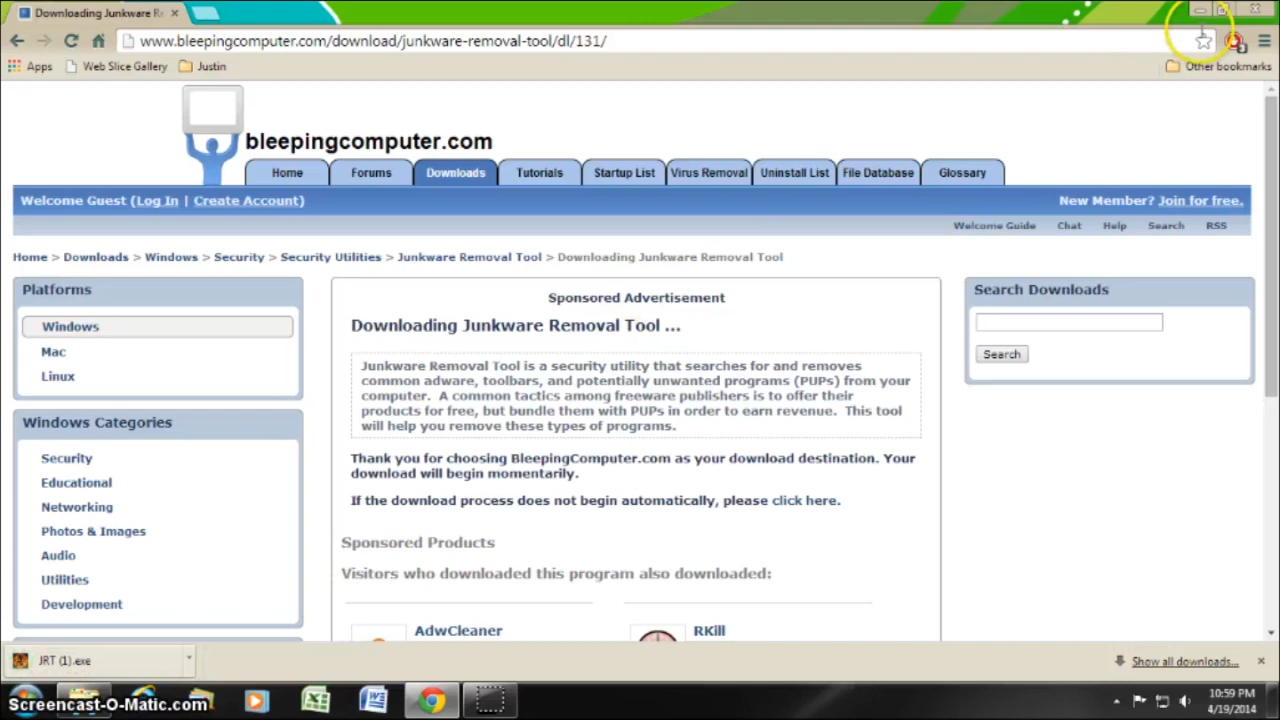 Downloading Junkware Re
www.bleepingcomputer.com/download/junkware-removal-tool/dl/131/
Apps
Web Slice Gallery
Justin
Other bookmarks
bleepingcomputer.com
Home
Forums
Downloads
Tutorials
Startup List
Virus Removal
Uninstall List
File Database
Glossary
Welcome Guest (Log In | Create Account)
New Member? Join for free.
Welcome Guide
Chat
Help
Search
RSS
Home > Downloads > Windows > Security > Security Utilities > Junkware Removal Tool > Downloading Junkware Removal Tool
Platforms
Windows
Mac
Linux
Windows Categories
Security
Educational
Networking
Photos & Images
Audio
Utilities
Development
Sponsored Advertisement
Downloading Junkware Removal Tool ...
Junkware Removal Tool is a security utility that searches for and removes
common adware, toolbars, and potentially unwanted programs (PUPs) from your
computer. A common tactics among freeware publishers is to offer their
products for free, but bundle them with PUPs in order to earn revenue. This tool
will help you remove these types of programs.
Thank you for choosing BleepingComputer.com as your download destination. Your
download will begin momentarily.
If the download process does not begin automatically, please click here.
Sponsored Products
Visitors who downloaded this program also downloaded:
AdwCleaner
RKill
Search Downloads
Search
JRT (1).exe
Show all downloads...
Screencast-O-Matic.com
10:59 PM
4/19/2014